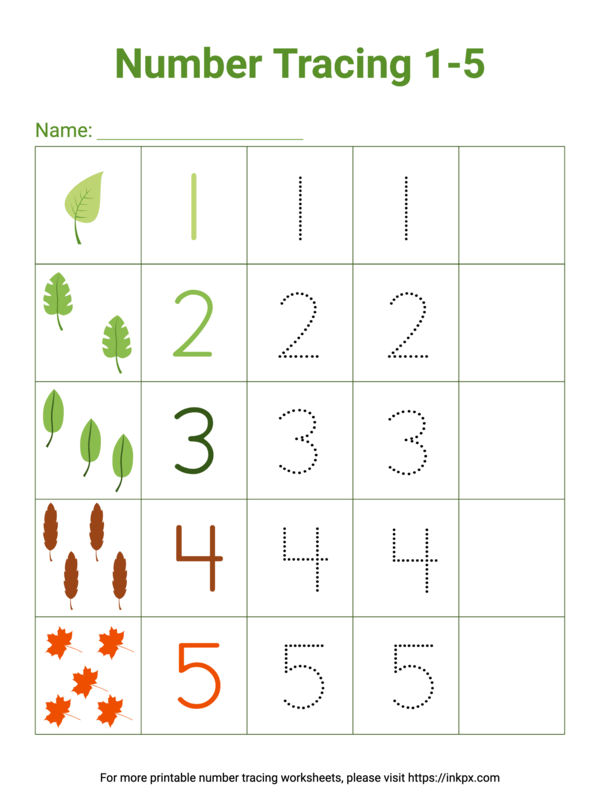 Number Tracing 1-5
Name:
1 1 1
2 2 2
3 3 3
4 4 4
5 5 5
For more printable number tracing worksheets, please visit https://inkpx.com